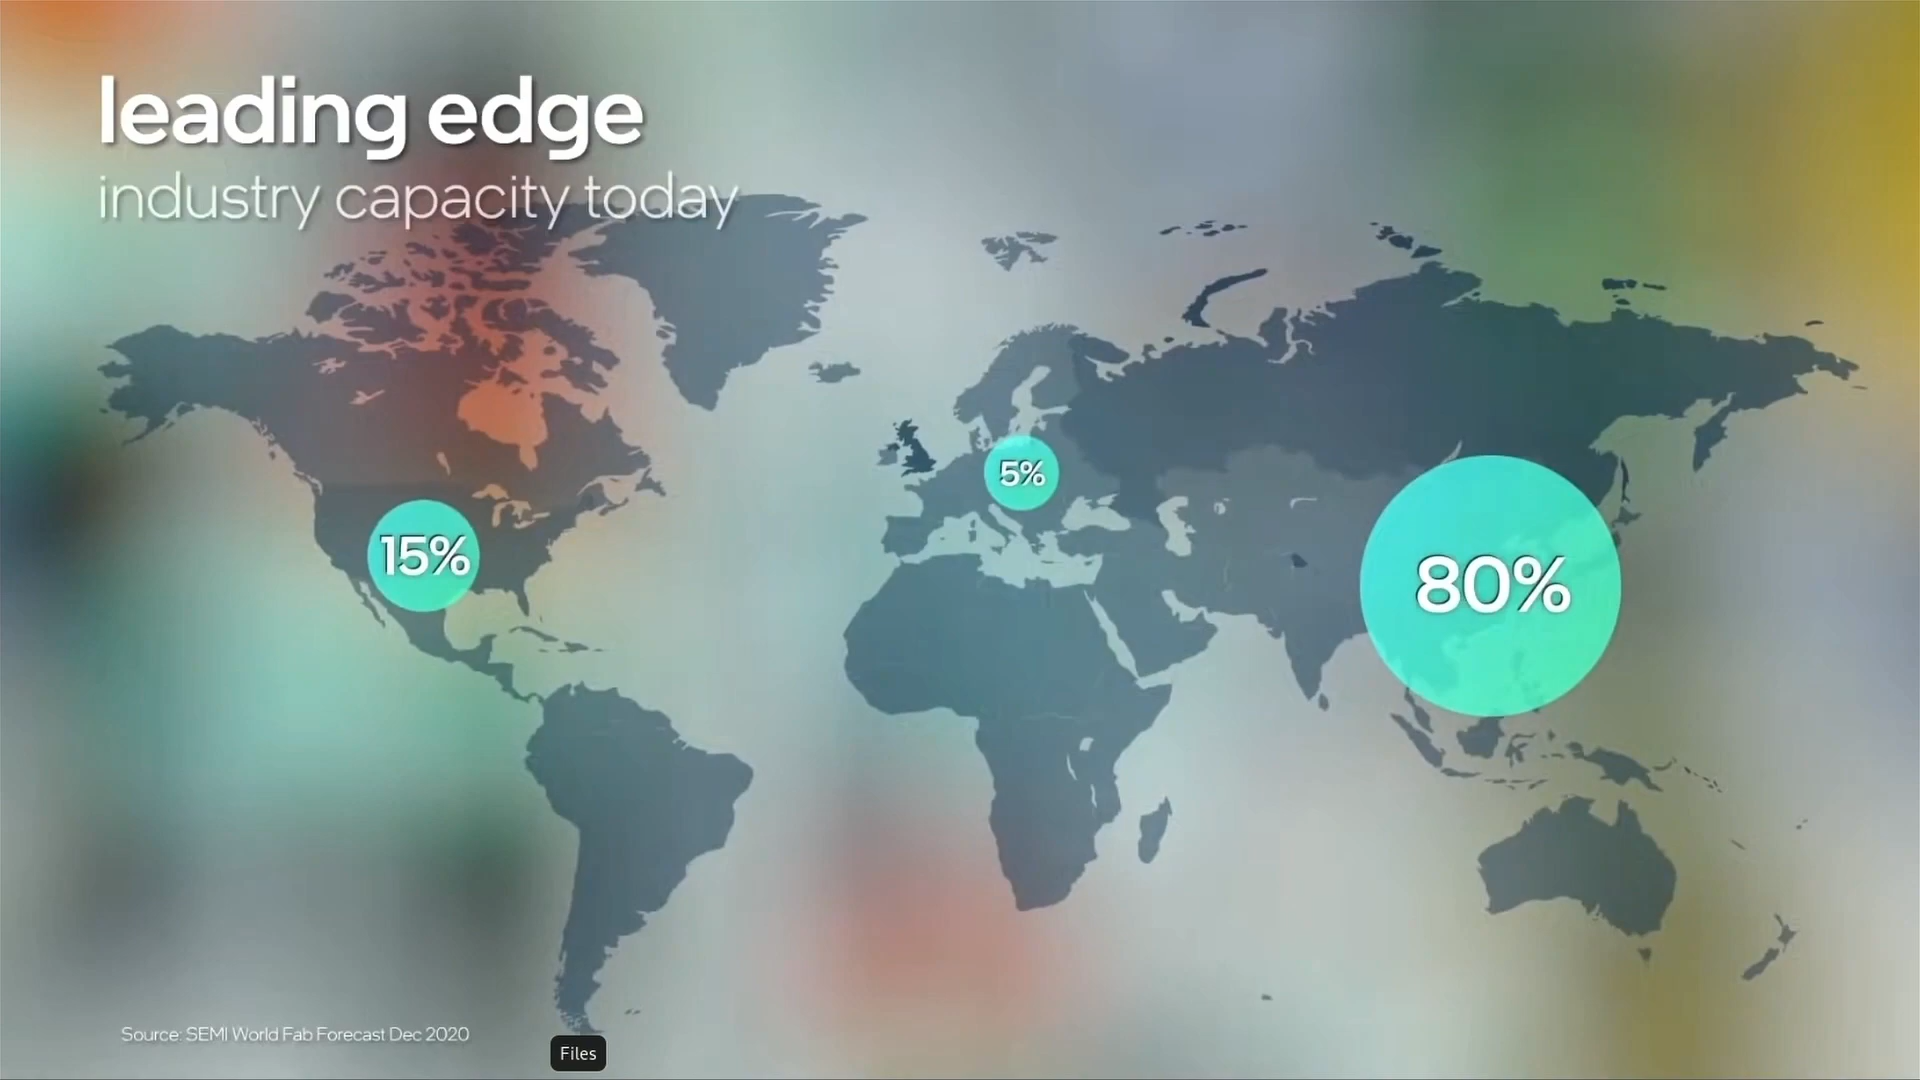 leading edge
industry capacity today
5%
15%
80%
Source: SEMI World Fab Forecast Dec 2020
Files